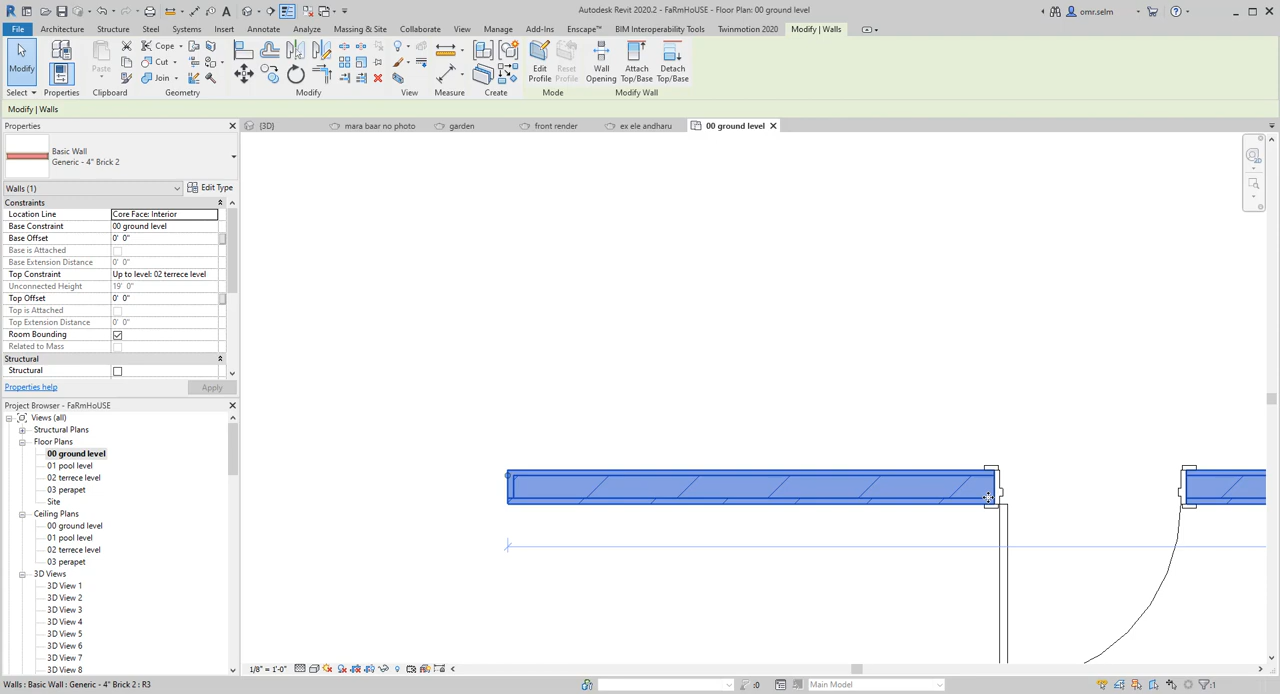 Autodesk Revit 2020.2 - FaRmHoUSE - Floor Plan: 00 ground level
omr.selm
File Architecture Structure Steel Systems Insert Annotate Analyze Massing & Site Collaborate View Manage Add-Ins Enscape™ BIM Interoperability Tools Twinmotion 2020 Modify | Walls
Modify Paste Cope Cut Join Edit Profile Reset Profile Wall Opening Attach Top/Base Detach Top/Base
Select Properties Clipboard Geometry Modify View Measure Create Mode Modify Wall
Modify | Walls
Properties
{3D} mara baar no photo garden front render ex ele andharu 00 ground level
Basic Wall
Generic - 4" Brick 2
Walls (1) Edit Type
Constraints
Location Line Core Face: Interior
Base Constraint 00 ground level
Base Offset 0' 0"
Base is Attached
Base Extension Distance 0' 0"
Top Constraint Up to level: 02 terrece level
Unconnected Height 19' 0"
Top Offset 0' 0"
Top is Attached
Top Extension Distance 0' 0"
Room Bounding
Related to Mass
Structural
Structural
Properties help Apply
Project Browser - FaRmHoUSE
Views (all)
Structural Plans
Floor Plans
00 ground level
01 pool level
02 terrece level
03 perapet
Site
Ceiling Plans
00 ground level
01 pool level
02 terrece level
03 perapet
3D Views
3D View 1
3D View 2
3D View 3
3D View 4
3D View 5
3D View 6
3D View 7
3D View 8
1/8" = 1'-0"
Walls : Basic Wall : Generic - 4" Brick 2 : R3 :0 Main Model :1